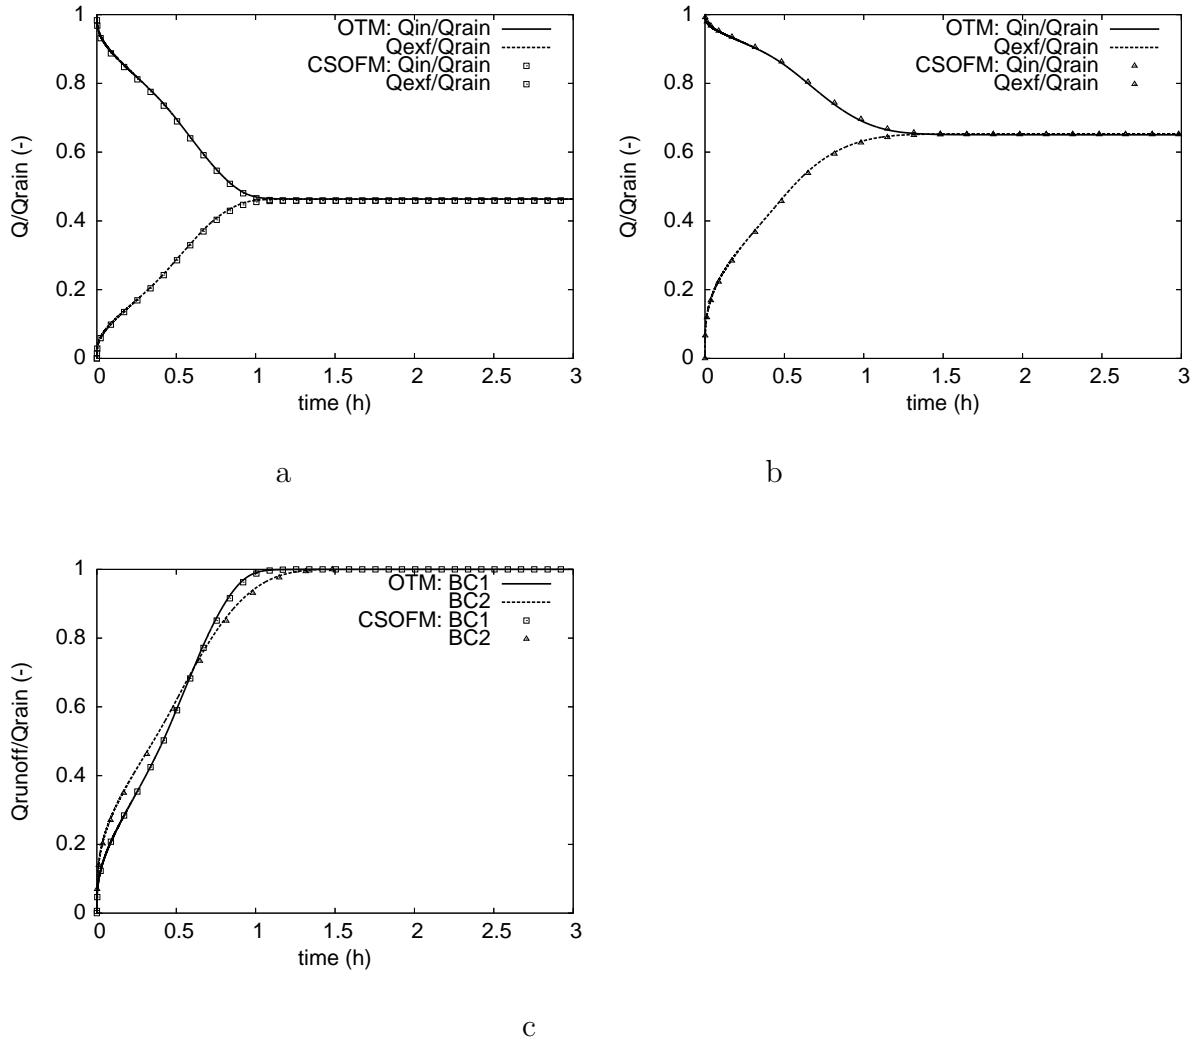 1
0.8
0.6
0.4
0.2
0
0 0.5 1 1.5 2 2.5 3
Q/Qrain (-)
time (h)
OTM: Qin/Qrain
Qexf/Qrain
CSOFM: Qin/Qrain
Qexf/Qrain
a
1
0.8
0.6
0.4
0.2
0
0 0.5 1 1.5 2 2.5 3
Q/Qrain (-)
time (h)
OTM: Qin/Qrain
Qexf/Qrain
CSOFM: Qin/Qrain
Qexf/Qrain
b
1
0.8
0.6
0.4
0.2
0
0 0.5 1 1.5 2 2.5 3
Qrunoff/Qrain (-)
time (h)
OTM: BC1
BC2
CSOFM: BC1
BC2
c